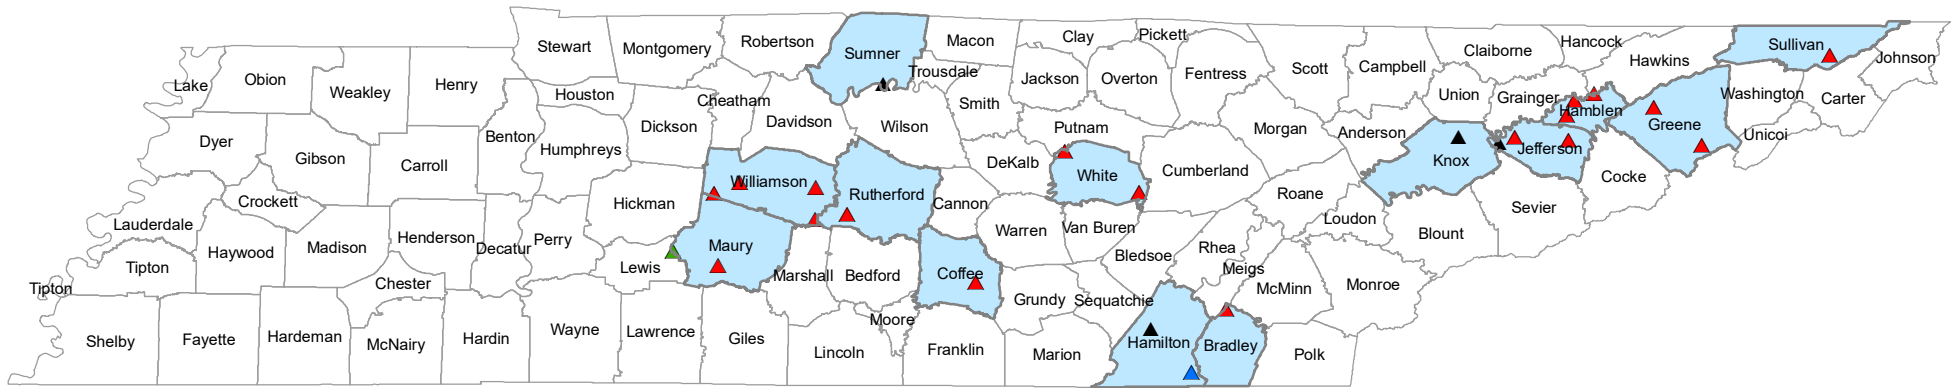 Stewart
Montgomery
Robertson
Sumner
Macon
Clay
Pickett
Claiborne
Hancock
Sullivan
Johnson
Lake
Obion
Weakley
Henry
Houston
Cheatham
Trousdale
Jackson
Overton
Fentress
Scott
Campbell
Union
Grainger
Hawkins
Washington
Carter
Dyer
Gibson
Carroll
Benton
Humphreys
Dickson
Davidson
Wilson
Smith
Putnam
Morgan
Anderson
Hamblen
Greene
Unicoi
Crockett
Hickman
Williamson
Rutherford
Cannon
DeKalb
White
Cumberland
Roane
Knox
Jefferson
Cocke
Lauderdale
Haywood
Madison
Henderson
Decatur
Perry
Lewis
Maury
Marshall
Bedford
Coffee
Warren
Van Buren
Bledsoe
Rhea
Loudon
Blount
Sevier
Tipton
Tipton
Chester
Moore
Grundy
Sequatchie
Meigs
McMinn
Monroe
Shelby
Fayette
Hardeman
McNairy
Hardin
Wayne
Lawrence
Giles
Lincoln
Franklin
Marion
Hamilton
Bradley
Polk